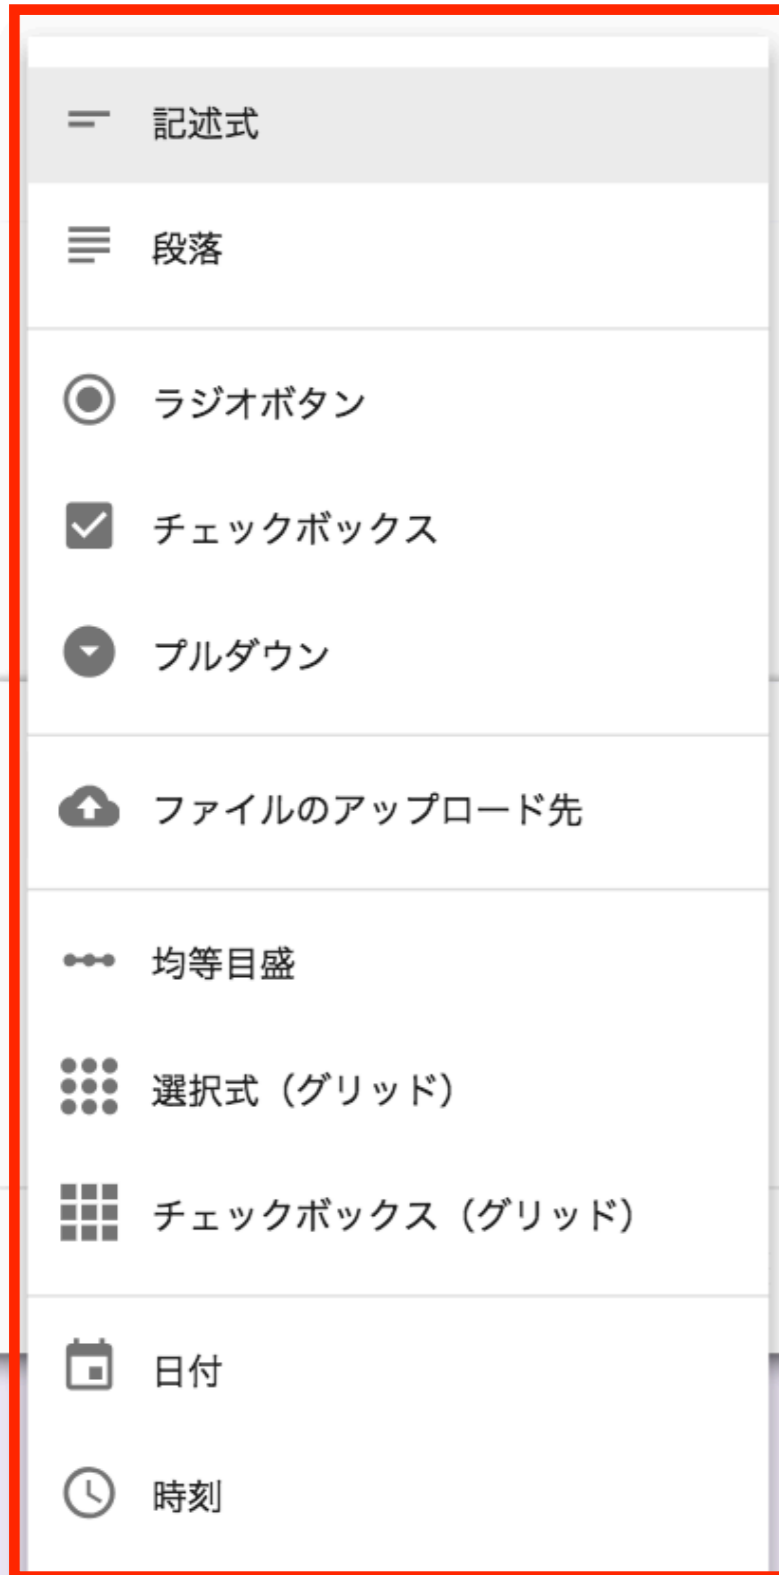 記述式
段落
ラジオボタン
チェックボックス
プルダウン
ファイルのアップロード先
均等目盛
選択式（グリッド）
チェックボックス（グリッド）
日付
時刻